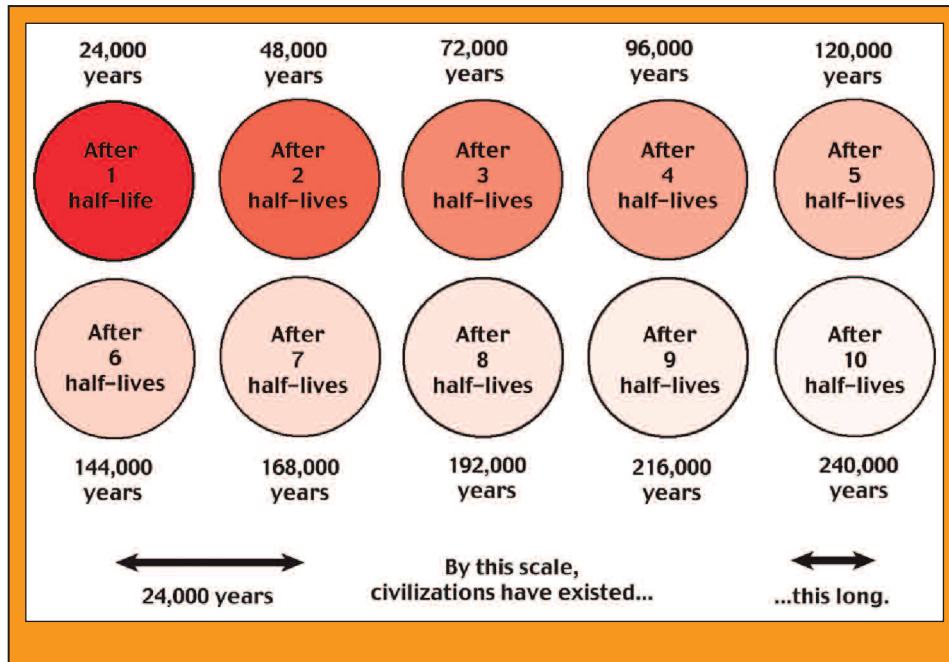 24,000 years
48,000 years
72,000 years
96,000 years
120,000 years
After
1
half-life
After
2
half-lives
After
3
half-lives
After
4
half-lives
After
5
half-lives
After
6
half-lives
After
7
half-lives
After
8
half-lives
After
9
half-lives
After
10
half-lives
144,000 years
168,000 years
192,000 years
216,000 years
240,000 years
24,000 years
By this scale,
civilizations have existed...
...this long.